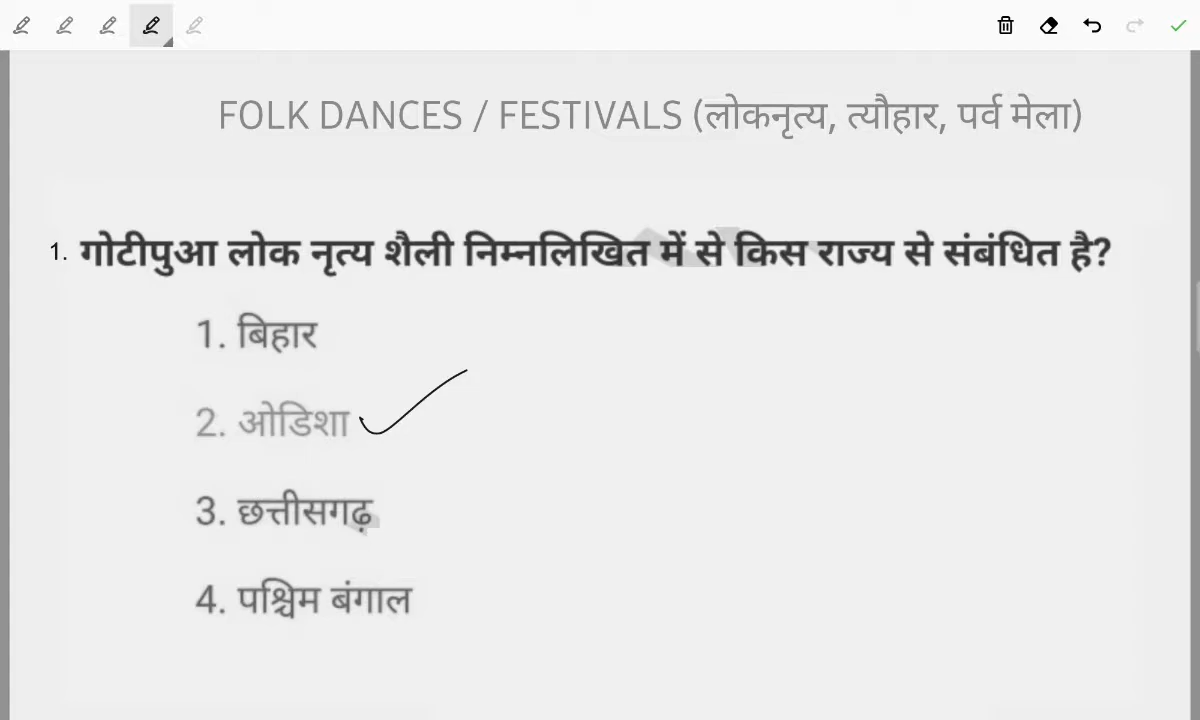 FOLK DANCES / FESTIVALS (लोकनृत्य, त्यौहार, पर्व मेला)
1. गोटीपुआ लोक नृत्य शैली निम्नलिखित में से किस राज्य से संबंधित है?
1. बिहार
2. ओडिशा
3. छत्तीसगढ़
4. पश्चिम बंगाल